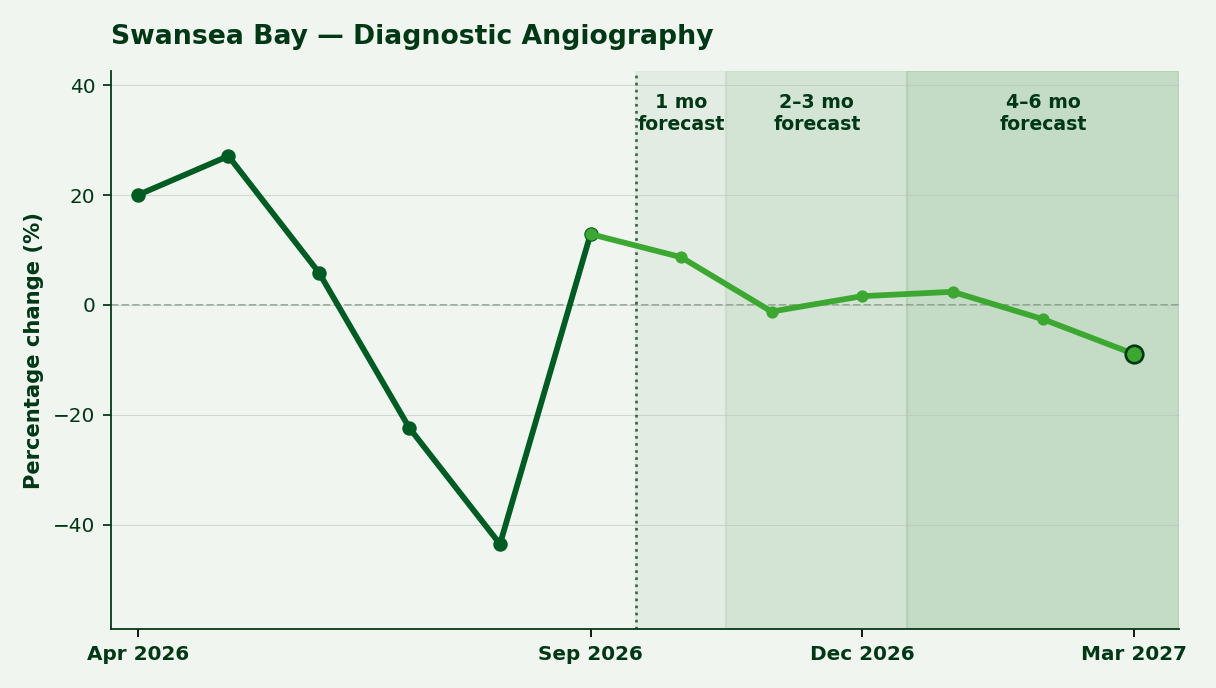 Swansea Bay — Diagnostic Angiography
Percentage change (%)
40
20
0
−20
−40
1 mo
forecast
2–3 mo
forecast
4–6 mo
forecast
Apr 2026
Sep 2026
Dec 2026
Mar 2027